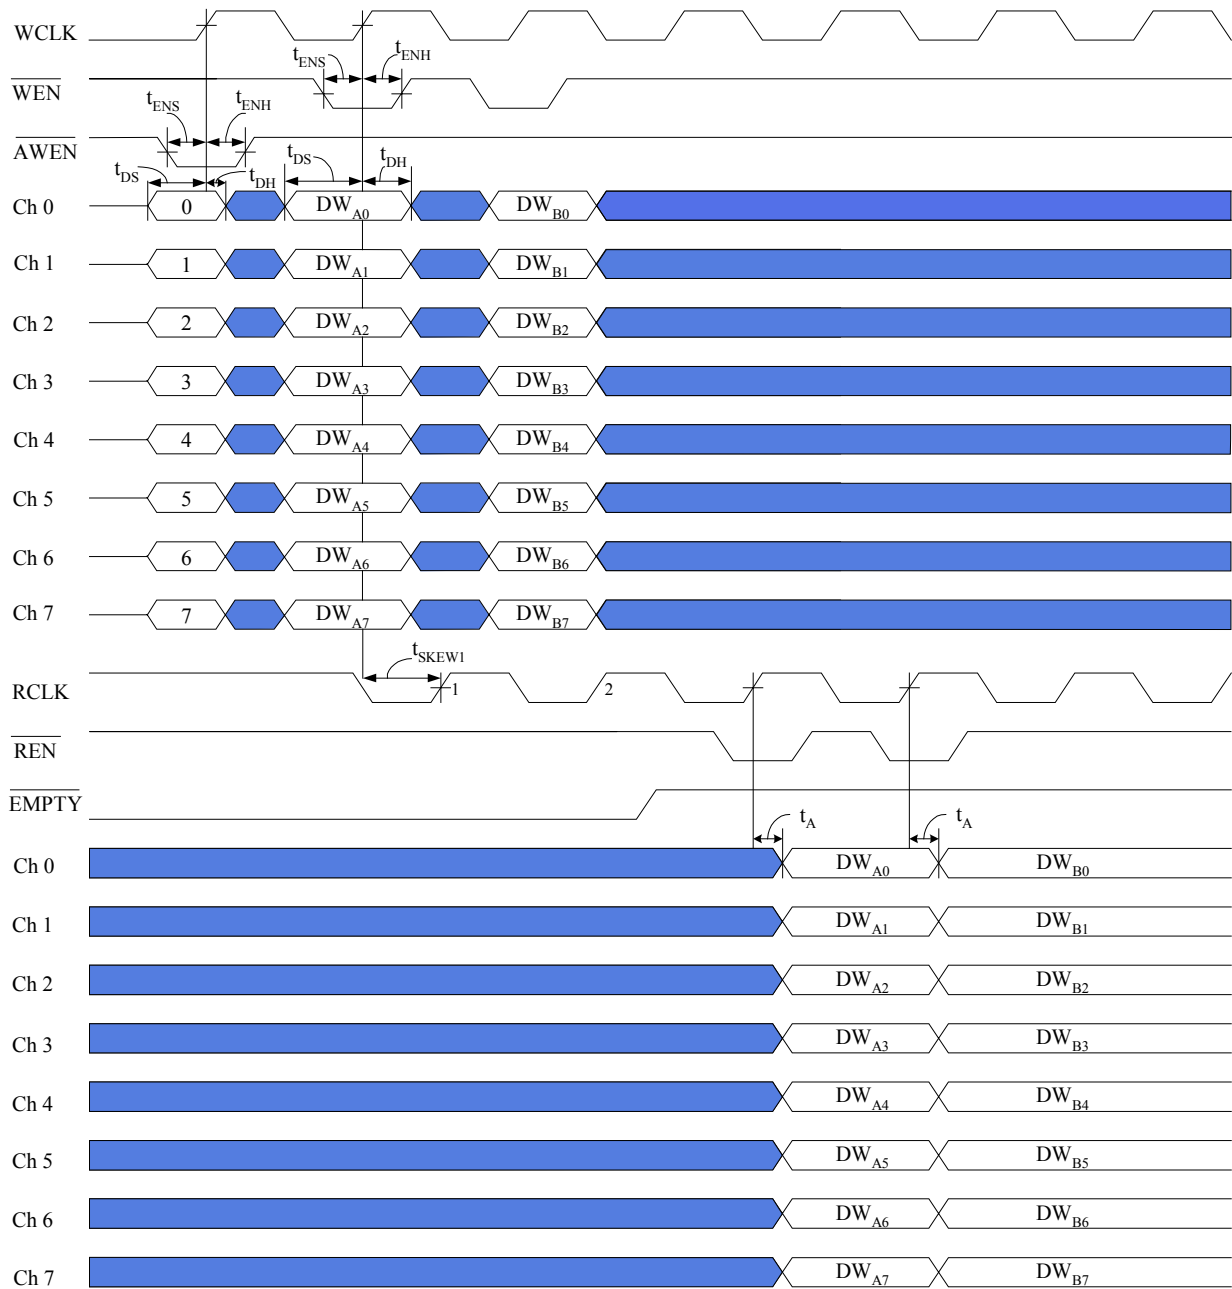 WCLK
tENS tENH
WEN
tENS tENH
AWEN
tDS tDH tDS tDH
Ch 0 0 DWA0 DWB0
Ch 1 1 DWA1 DWB1
Ch 2 2 DWA2 DWB2
Ch 3 3 DWA3 DWB3
Ch 4 4 DWA4 DWB4
Ch 5 5 DWA5 DWB5
Ch 6 6 DWA6 DWB6
Ch 7 7 DWA7 DWB7
tSKEW1
RCLK 1 2
REN
EMPTY
tA tA
Ch 0 DWA0 DWB0
Ch 1 DWA1 DWB1
Ch 2 DWA2 DWB2
Ch 3 DWA3 DWB3
Ch 4 DWA4 DWB4
Ch 5 DWA5 DWB5
Ch 6 DWA6 DWB6
Ch 7 DWA7 DWB7